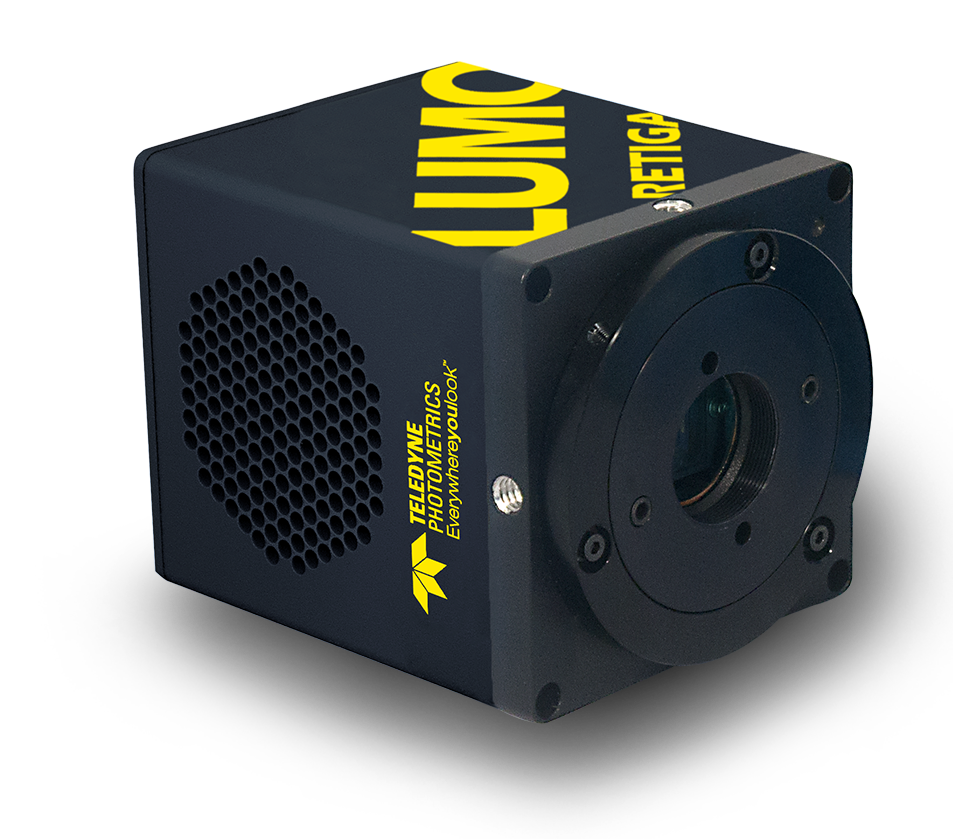 LUMO
RETIGA
TELEDYNE
PHOTOMETRICS
Everywhereyoulook™